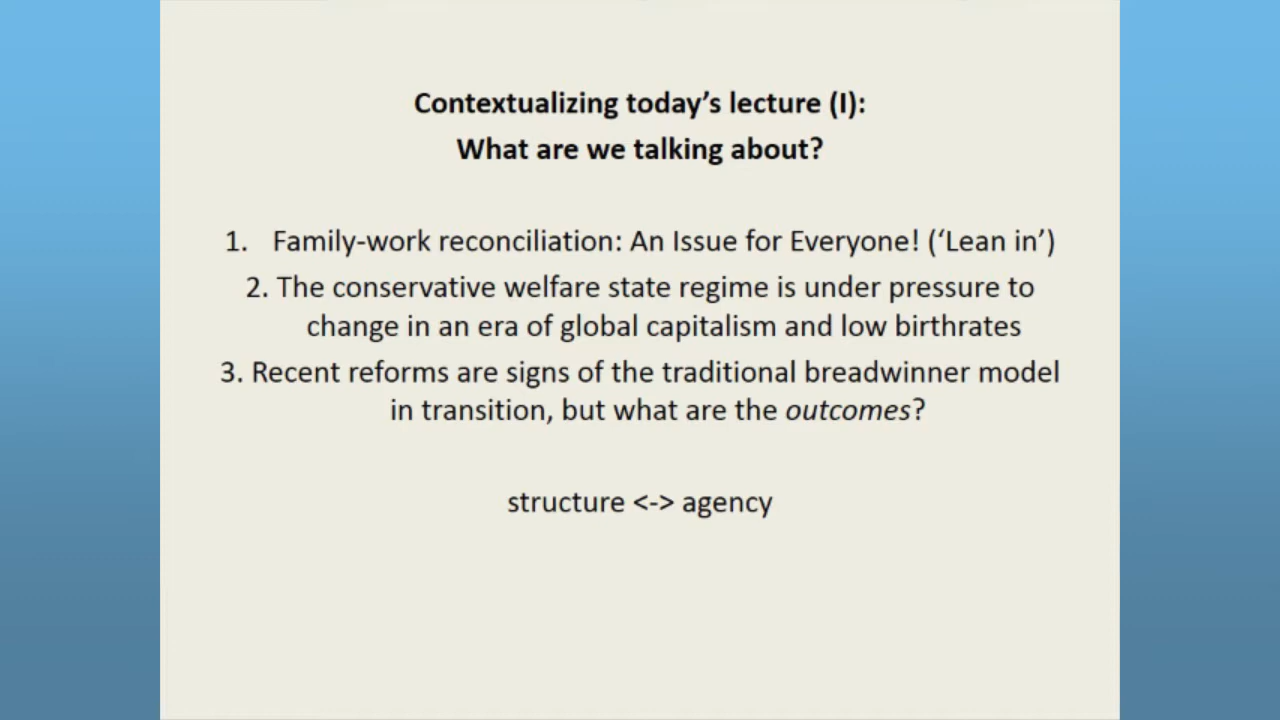 Contextualizing today’s lecture (I):
What are we talking about?
1. Family-work reconciliation: An Issue for Everyone! (‘Lean in’)
2. The conservative welfare state regime is under pressure to
change in an era of global capitalism and low birthrates
3. Recent reforms are signs of the traditional breadwinner model
in transition, but what are the outcomes?
structure <-> agency